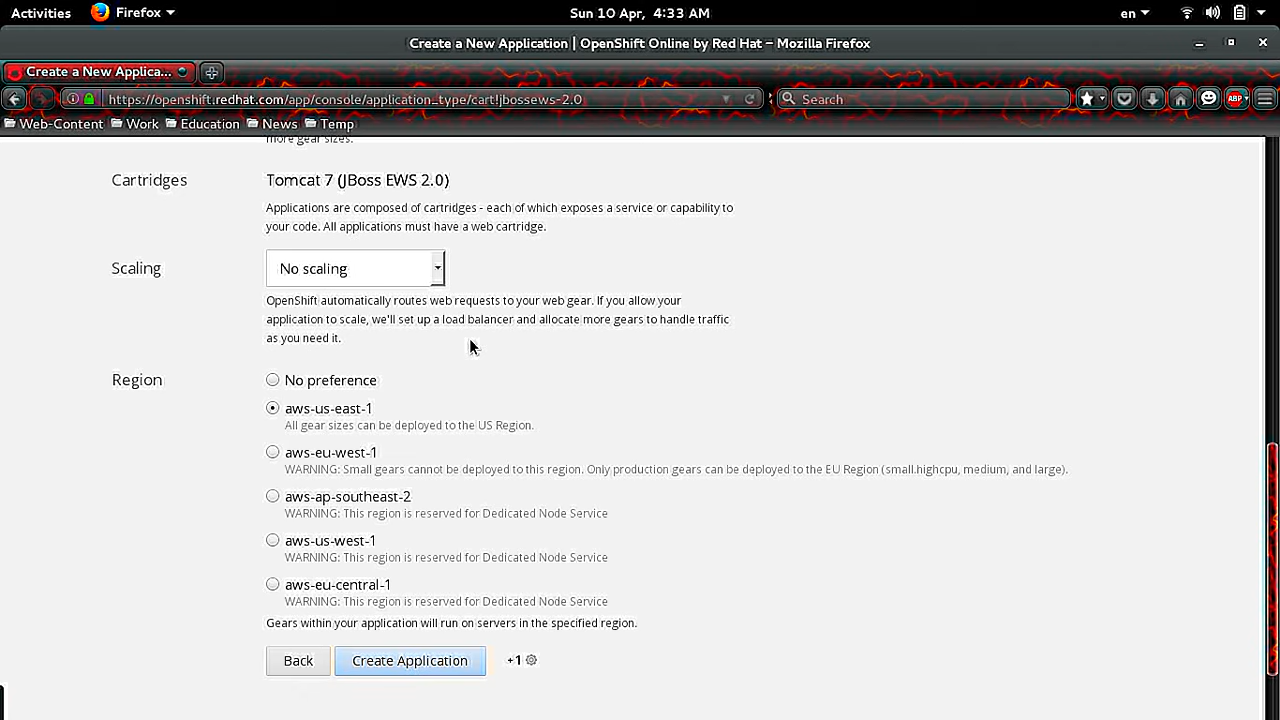 Activities
Firefox
Sun 10 Apr, 4:33 AM
en
Create a New Application | OpenShift Online by Red Hat – Mozilla Firefox
Create a New Applica...
https://openshift.redhat.com/app/console/application_type/cart!jbossews-2.0
Search
ABP
Web-Content
Work
Education
News
Temp
more gear sizes.
Cartridges
Tomcat 7 (JBoss EWS 2.0)
Applications are composed of cartridges - each of which exposes a service or capability to
your code. All applications must have a web cartridge.
Scaling
No scaling
OpenShift automatically routes web requests to your web gear. If you allow your
application to scale, we'll set up a load balancer and allocate more gears to handle traffic
as you need it.
Region
No preference
aws-us-east-1
All gear sizes can be deployed to the US Region.
aws-eu-west-1
WARNING: Small gears cannot be deployed to this region. Only production gears can be deployed to the EU Region (small.highcpu, medium, and large).
aws-ap-southeast-2
WARNING: This region is reserved for Dedicated Node Service
aws-us-west-1
WARNING: This region is reserved for Dedicated Node Service
aws-eu-central-1
WARNING: This region is reserved for Dedicated Node Service
Gears within your application will run on servers in the specified region.
Back
Create Application
+1